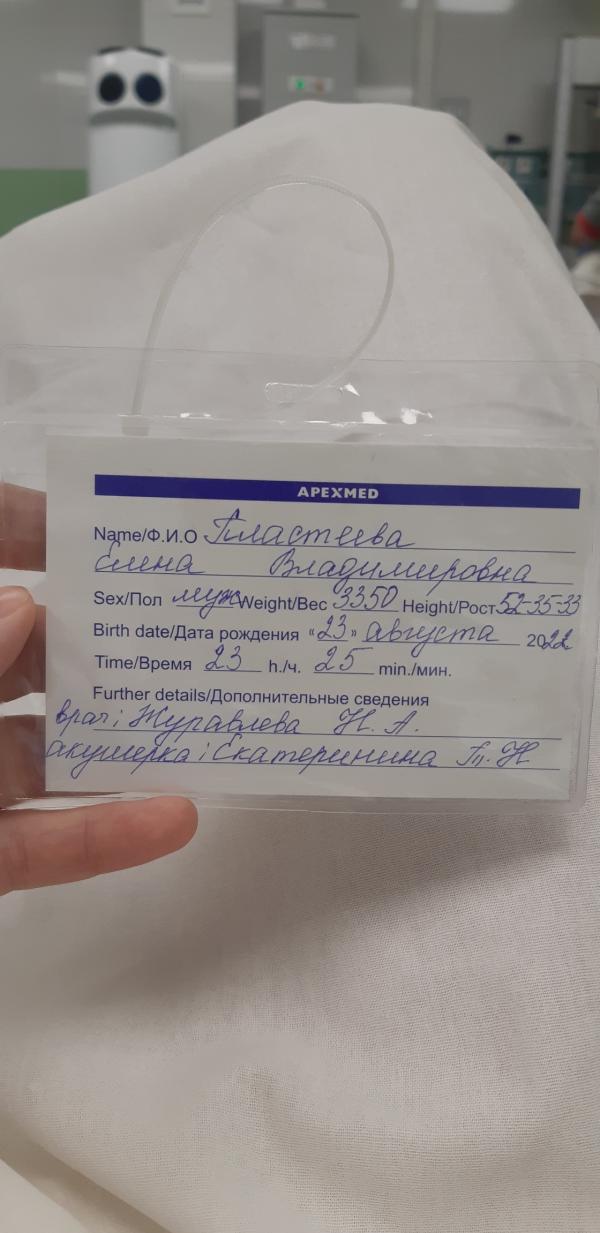 APEXMED
Name/Ф.И.О Пластеева
Елена Владимировна
Sex/Пол муж Weight/Вес 3350 Height/Рост 52-35-33
Birth date/Дата рождения «23» августа 2022
Time/Время 23 h./ч. 25 min./мин.
Further details/Дополнительные сведения
врач: Журавлева Н. А.
акушерка: Екатеринина Т. Н